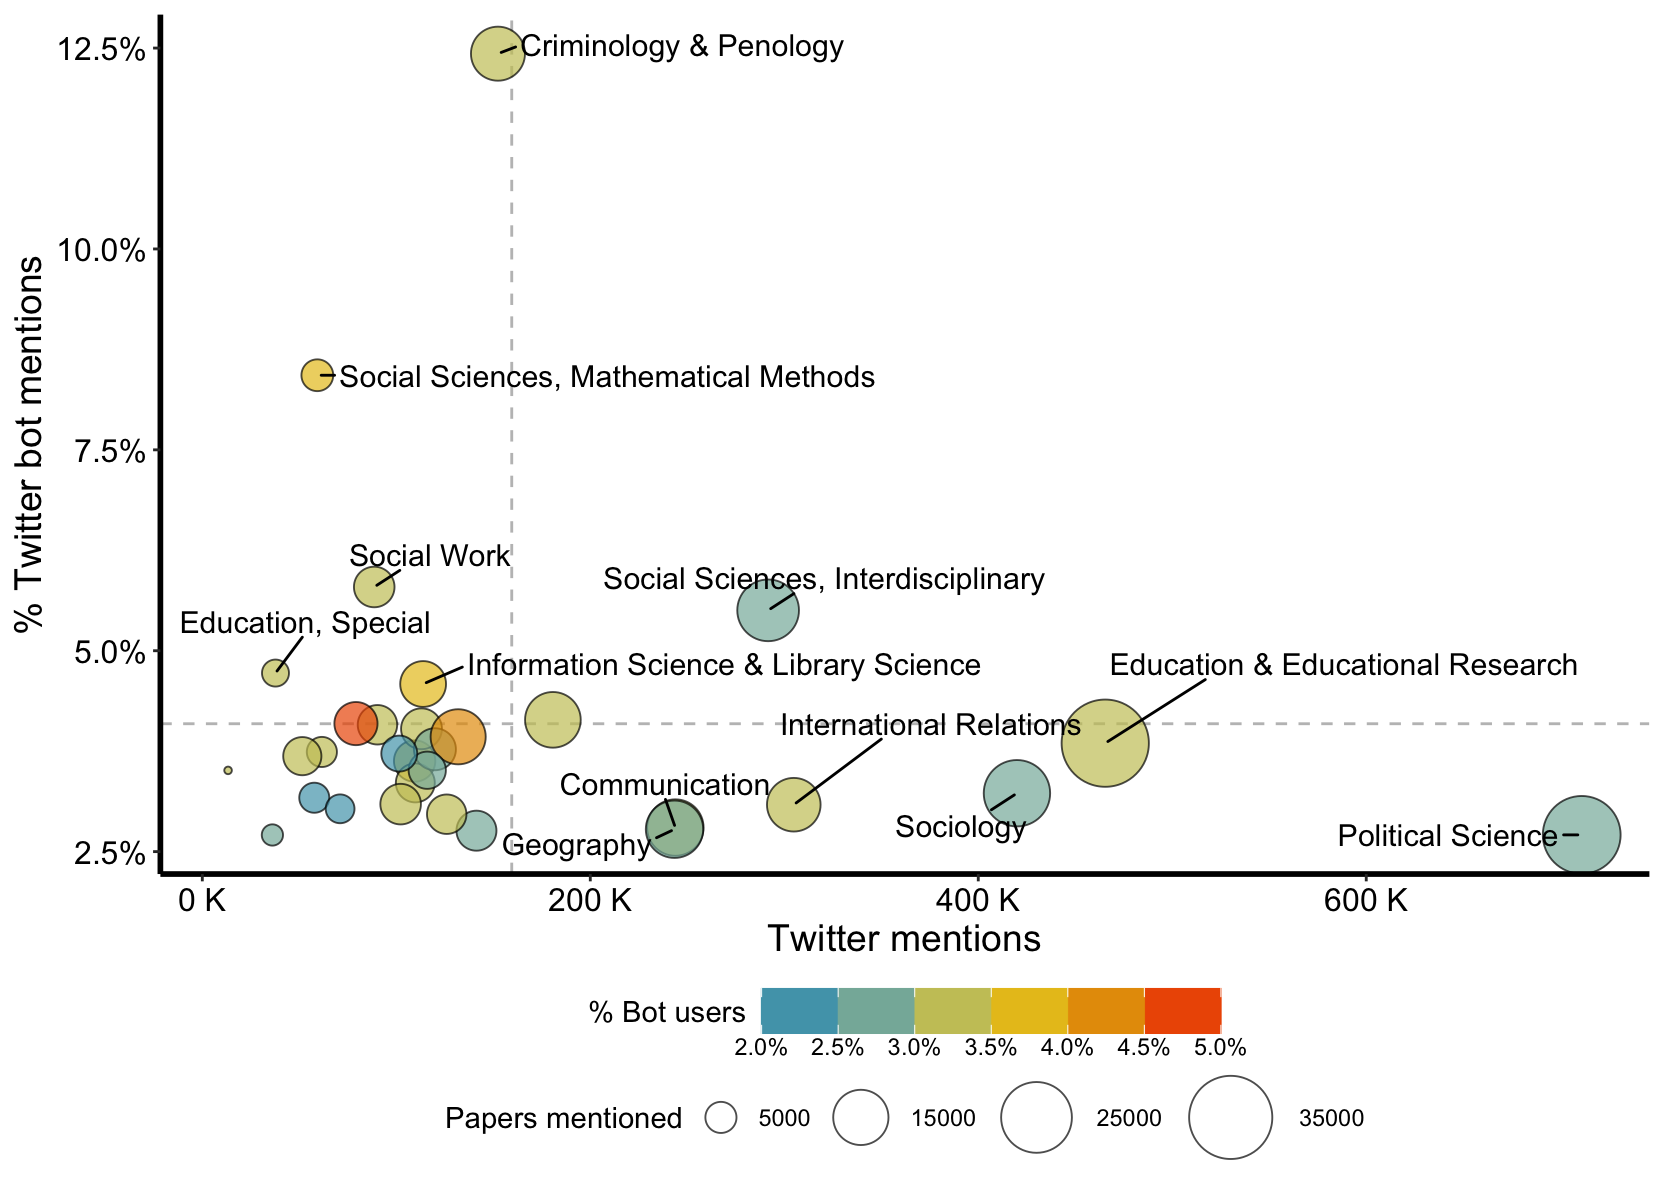 12.5%
Criminology & Penology
10.0%
% Twitter bot mentions
Social Sciences, Mathematical Methods
7.5%
Social Work
Social Sciences, Interdisciplinary
Education, Special
5.0%
Information Science & Library Science
Education & Educational Research
International Relations
Communication
Sociology
Political Science
Geography
2.5%
0 K
200 K
400 K
600 K
Twitter mentions
% Bot users
2.0%
2.5%
3.0%
3.5%
4.0%
4.5%
5.0%
Papers mentioned
5000
15000
25000
35000